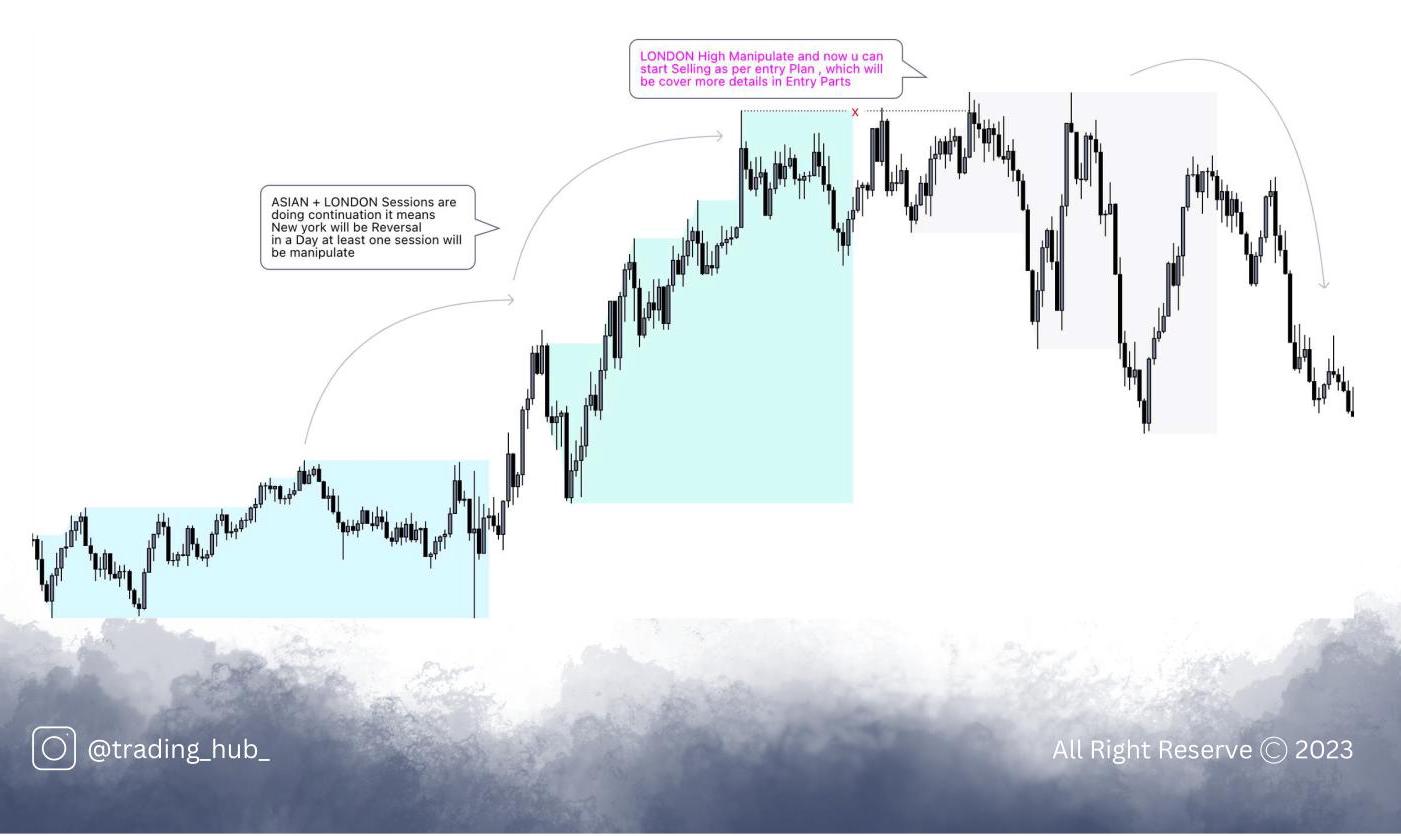 LONDON High Manipulate and now u can
start Selling as per entry Plan , which will
be cover more details in Entry Parts
X
ASIAN + LONDON Sessions are
doing continuation it means
New york will be Reversal
in a Day at least one session will
be manipulate
@trading_hub_
All Right Reserve © 2023